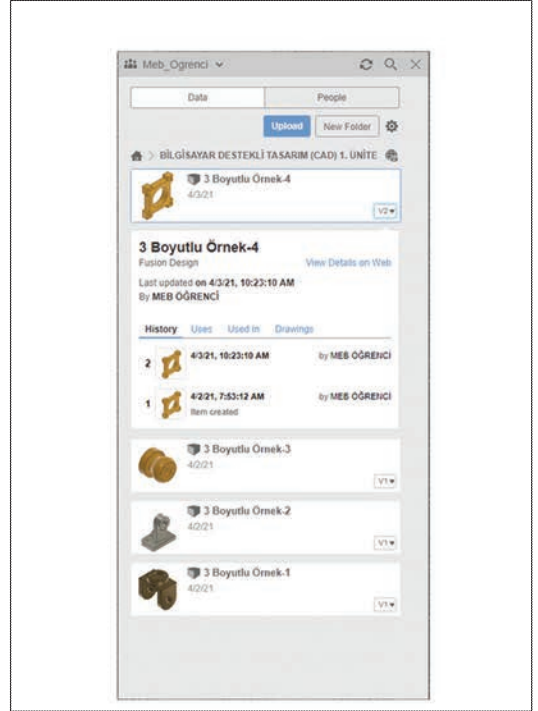 Meb_Ogrenci
Data People
Upload New Folder
> BİLGİSAYAR DESTEKLİ TASARIM (CAD) 1. ÜNİTE
3 Boyutlu Örnek-4
4/3/21
V2
3 Boyutlu Örnek-4
Fusion Design View Details on Web
Last updated on 4/3/21, 10:23:10 AM
By MEB ÖĞRENCİ
History Uses Used in Drawings
2 4/3/21, 10:23:10 AM by MEB ÖĞRENCİ
1 4/2/21, 7:53:12 AM by MEB ÖĞRENCİ
Item created
3 Boyutlu Örnek-3
4/2/21
V1
3 Boyutlu Örnek-2
4/2/21
V1
3 Boyutlu Örnek-1
4/2/21
V1